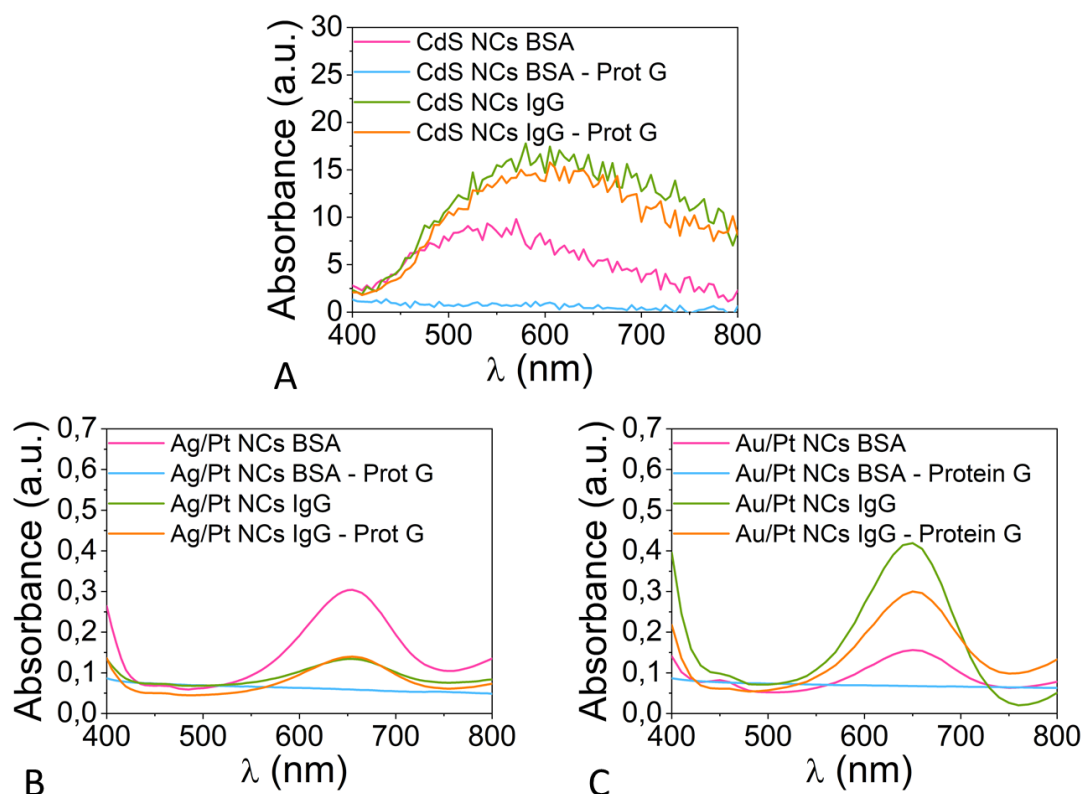 30
25
20
15
10
5
0
Absorbance (a.u.)
CdS NCs BSA
CdS NCs BSA - Prot G
CdS NCs IgG
CdS NCs IgG - Prot G
400 500 600 700 800
λ (nm)
A
0,7
0,6
0,5
0,4
0,3
0,2
0,1
0,0
Absorbance (a.u.)
Ag/Pt NCs BSA
Ag/Pt NCs BSA - Prot G
Ag/Pt NCs IgG
Ag/Pt NCs IgG - Prot G
400 500 600 700 800
λ (nm)
B
0,7
0,6
0,5
0,4
0,3
0,2
0,1
0,0
Absorbance (a.u.)
Au/Pt NCs BSA
Au/Pt NCs BSA - Protein G
Au/Pt NCs IgG
Au/Pt NCs IgG - Protein G
400 500 600 700 800
λ (nm)
C